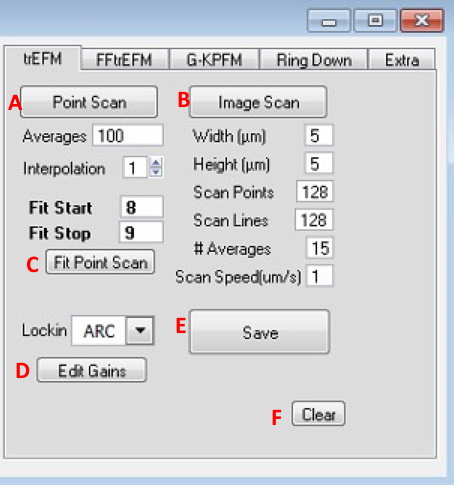 trEFM FFtrEFM G-KPFM Ring Down Extra
A Point Scan
Averages 100
Interpolation 1
Fit Start 8
Fit Stop 9
C Fit Point Scan
Lockin ARC
D Edit Gains
B Image Scan
Width (µm) 5
Height (µm) 5
Scan Points 128
Scan Lines 128
# Averages 15
Scan Speed(um/s) 1
E Save
F Clear